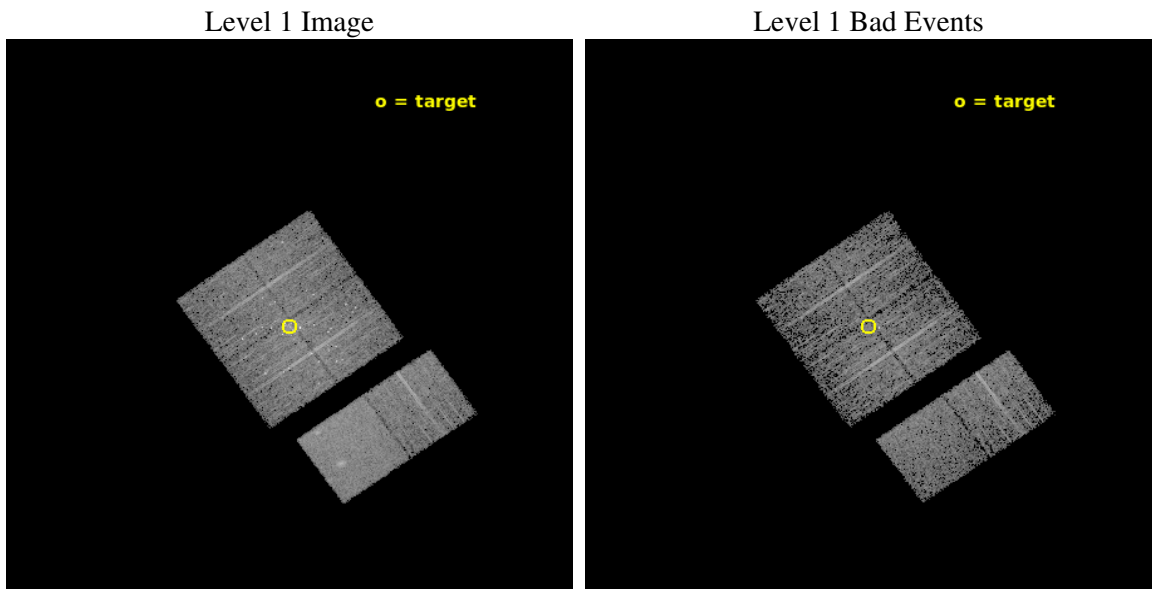 Level 1 Image
Level 1 Bad Events
o = target
o = target